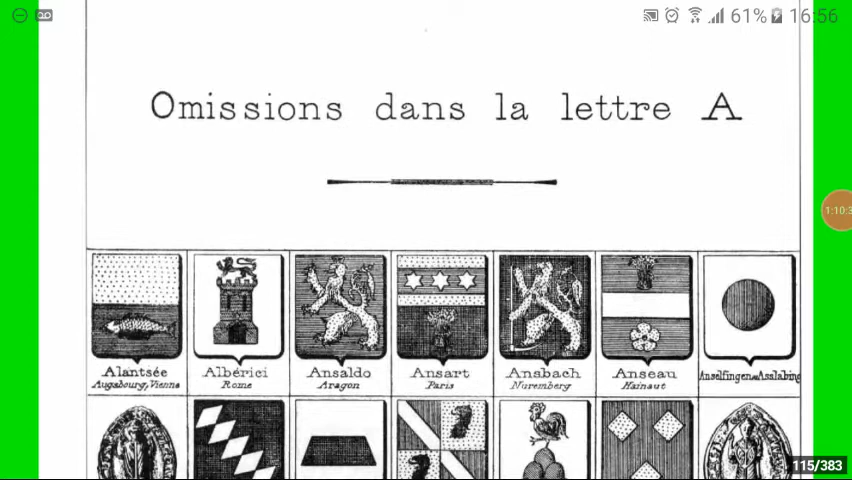 61% 16:56
Omissions dans la lettre A
1:10:3
Alantsée Albérici Ansaldo Ansart Ansbach Anseau Anselfingen ou Asslabing
Augsbourg, Vienne Rome Aragon Paris Nuremberg Hainaut
115/383